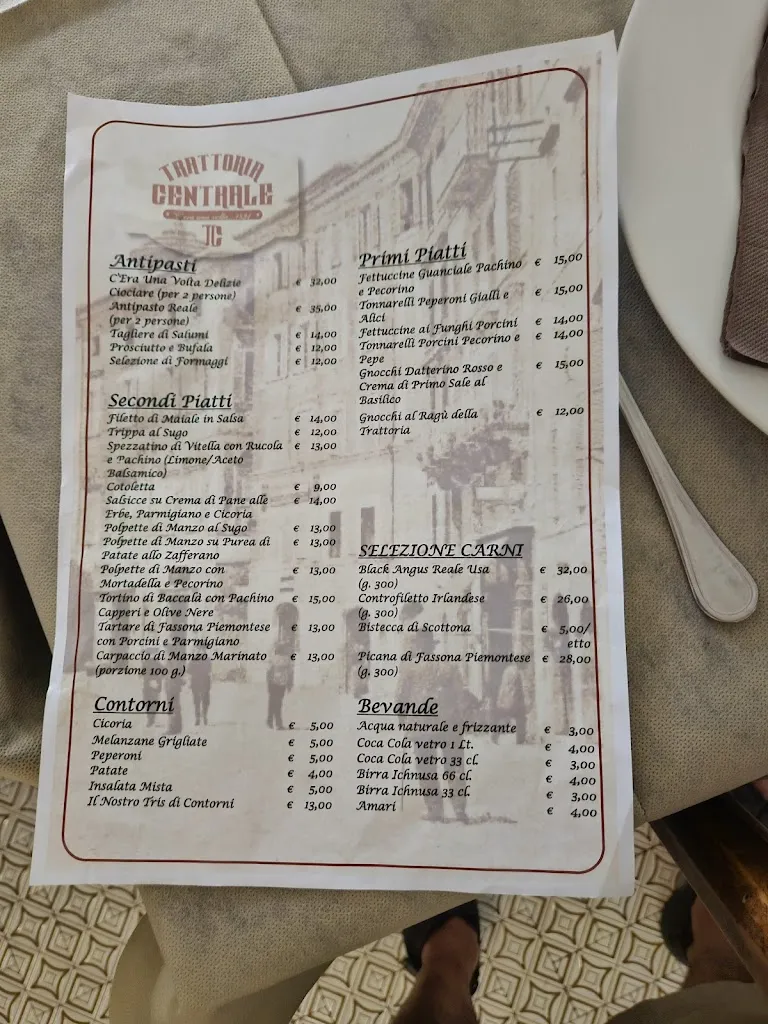 TRATTORIA
CENTRALE
TC
Antipasti
C'Era Una Volta Delizie € 32,00
Ciociare (per 2 persone)
Antipasto Reale € 35,00
(per 2 persone)
Tagliere di Salumi € 14,00
Prosciutto e Bufala € 12,00
Selezione di Formaggi € 12,00
Secondi Piatti
Filetto di Maiale in Salsa € 14,00
Trippa al Sugo € 12,00
Spezzatino di Vitella con Rucola € 13,00
e Pachino (Limone/Aceto
Balsamico)
Cotoletta € 9,00
Salsicce su Crema di Pane alle € 14,00
Erbe, Parmigiano e Cicoria
Polpette di Manzo al Sugo € 13,00
Polpette di Manzo su Purea di € 13,00
Patate allo Zafferano
Polpette di Manzo con € 13,00
Mortadella e Pecorino
Tortino di Baccalà con Pachino € 15,00
Capperi e Olive Nere
Tartare di Fassona Piemontese € 13,00
con Porcini e Parmigiano
Carpaccio di Manzo Marinato € 13,00
(porzione 100 g.)
Contorni
Cicoria € 5,00
Melanzane Grigliate € 5,00
Peperoni € 5,00
Patate € 4,00
Insalata Mista € 5,00
Il Nostro Tris di Contorni € 13,00
Primi Piatti
Fettuccine Guanciale Pachino € 15,00
e Pecorino
Tonnarelli Peperoni Gialli e € 15,00
Alici
Fettuccine ai Funghi Porcini € 14,00
Tonnarelli Porcini Pecorino e € 14,00
Pepe
Gnocchi Datterino Rosso e € 15,00
Crema di Primo Sale al
Basilico
Gnocchi al Ragù della € 12,00
Trattoria
SELEZIONE CARNI
Black Angus Reale Usa € 32,00
(g. 300)
Controfiletto Irlandese € 26,00
(g. 300)
Bistecca di Scottona € 5,00/
etto
Picana di Fassona Piemontese € 28,00
(g. 300)
Bevande
Acqua naturale e frizzante € 3,00
Coca Cola vetro 1 Lt. € 4,00
Coca Cola vetro 33 cl. € 3,00
Birra Ichnusa 66 cl. € 4,00
Birra Ichnusa 33 cl. € 3,00
Amari € 4,00